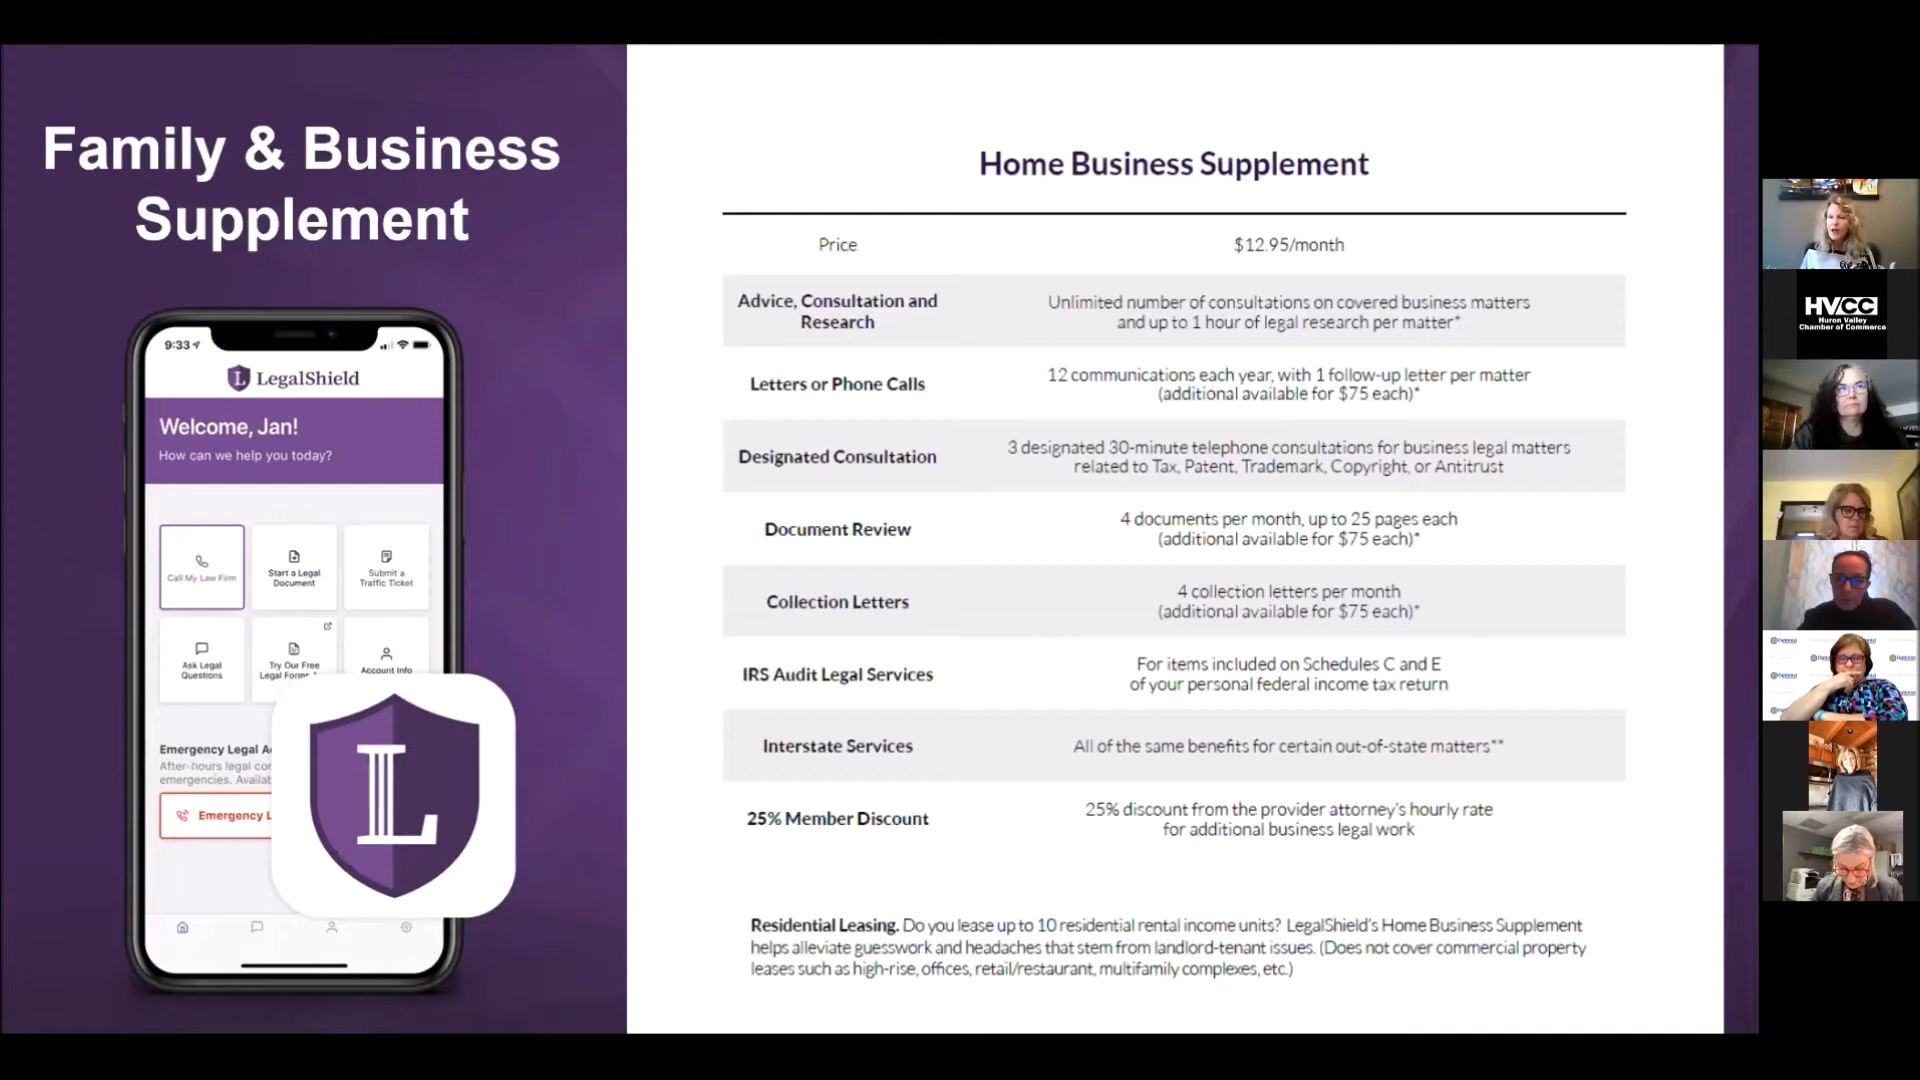 Family & Business
Supplement
9:33
LegalShield
Welcome, Jan!
How can we help you today?
Call My Law Firm
Start a Legal
Document
Submit a
Traffic Ticket
Ask Legal
Questions
Try Our Free
Legal Forms
Account Info
Emergency Legal
After-hours legal
emergencies.
Emergency L
L
Home Business Supplement
Price
$12.95/month
Advice, Consultation and
Research
Unlimited number of consultations on covered business matters
and up to 1 hour of legal research per matter*
Letters or Phone Calls
12 communications each year, with 1 follow-up letter per matter
(additional available for $75 each)*
Designated Consultation
3 designated 30-minute telephone consultations for business legal matters
related to Tax, Patent, Trademark, Copyright, or Antitrust
Document Review
4 documents per month, up to 25 pages each
(additional available for $75 each)*
Collection Letters
4 collection letters per month
(additional available for $75 each)*
IRS Audit Legal Services
For items included on Schedules C and E
of your personal federal income tax return
Interstate Services
All of the same benefits for certain out-of-state matters**
25% Member Discount
25% discount from the provider attorney's hourly rate
for additional business legal work
Residential Leasing. Do you lease up to 10 residential rental income units? LegalShield's Home Business Supplement
helps alleviate guesswork and headaches that stem from landlord-tenant issues. (Does not cover commercial property
leases such as high-rise, offices, retail/restaurant, multifamily complexes, etc.)
HVCC
Huron Valley
Chamber of Commerce